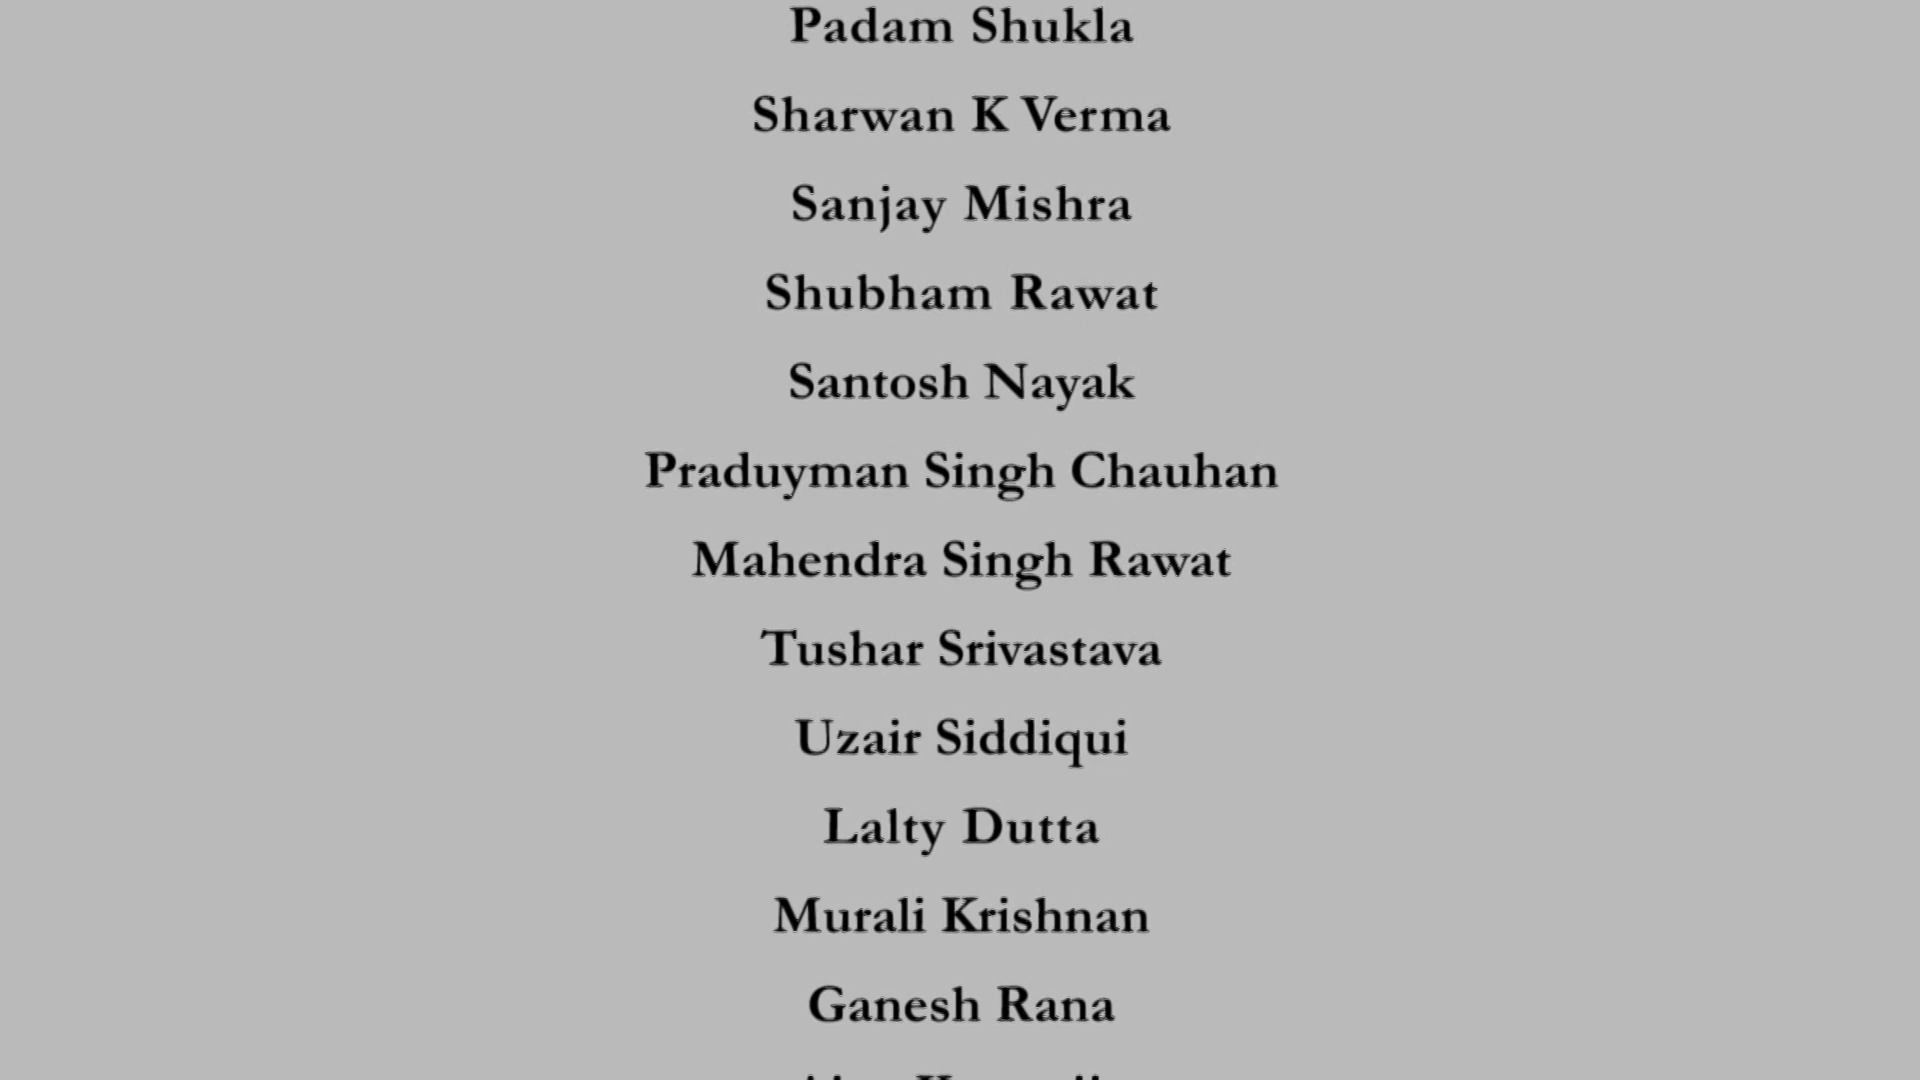 Padam Shukla
Sharwan K Verma
Sanjay Mishra
Shubham Rawat
Santosh Nayak
Praduyman Singh Chauhan
Mahendra Singh Rawat
Tushar Srivastava
Uzair Siddiqui
Lalty Dutta
Murali Krishnan
Ganesh Rana